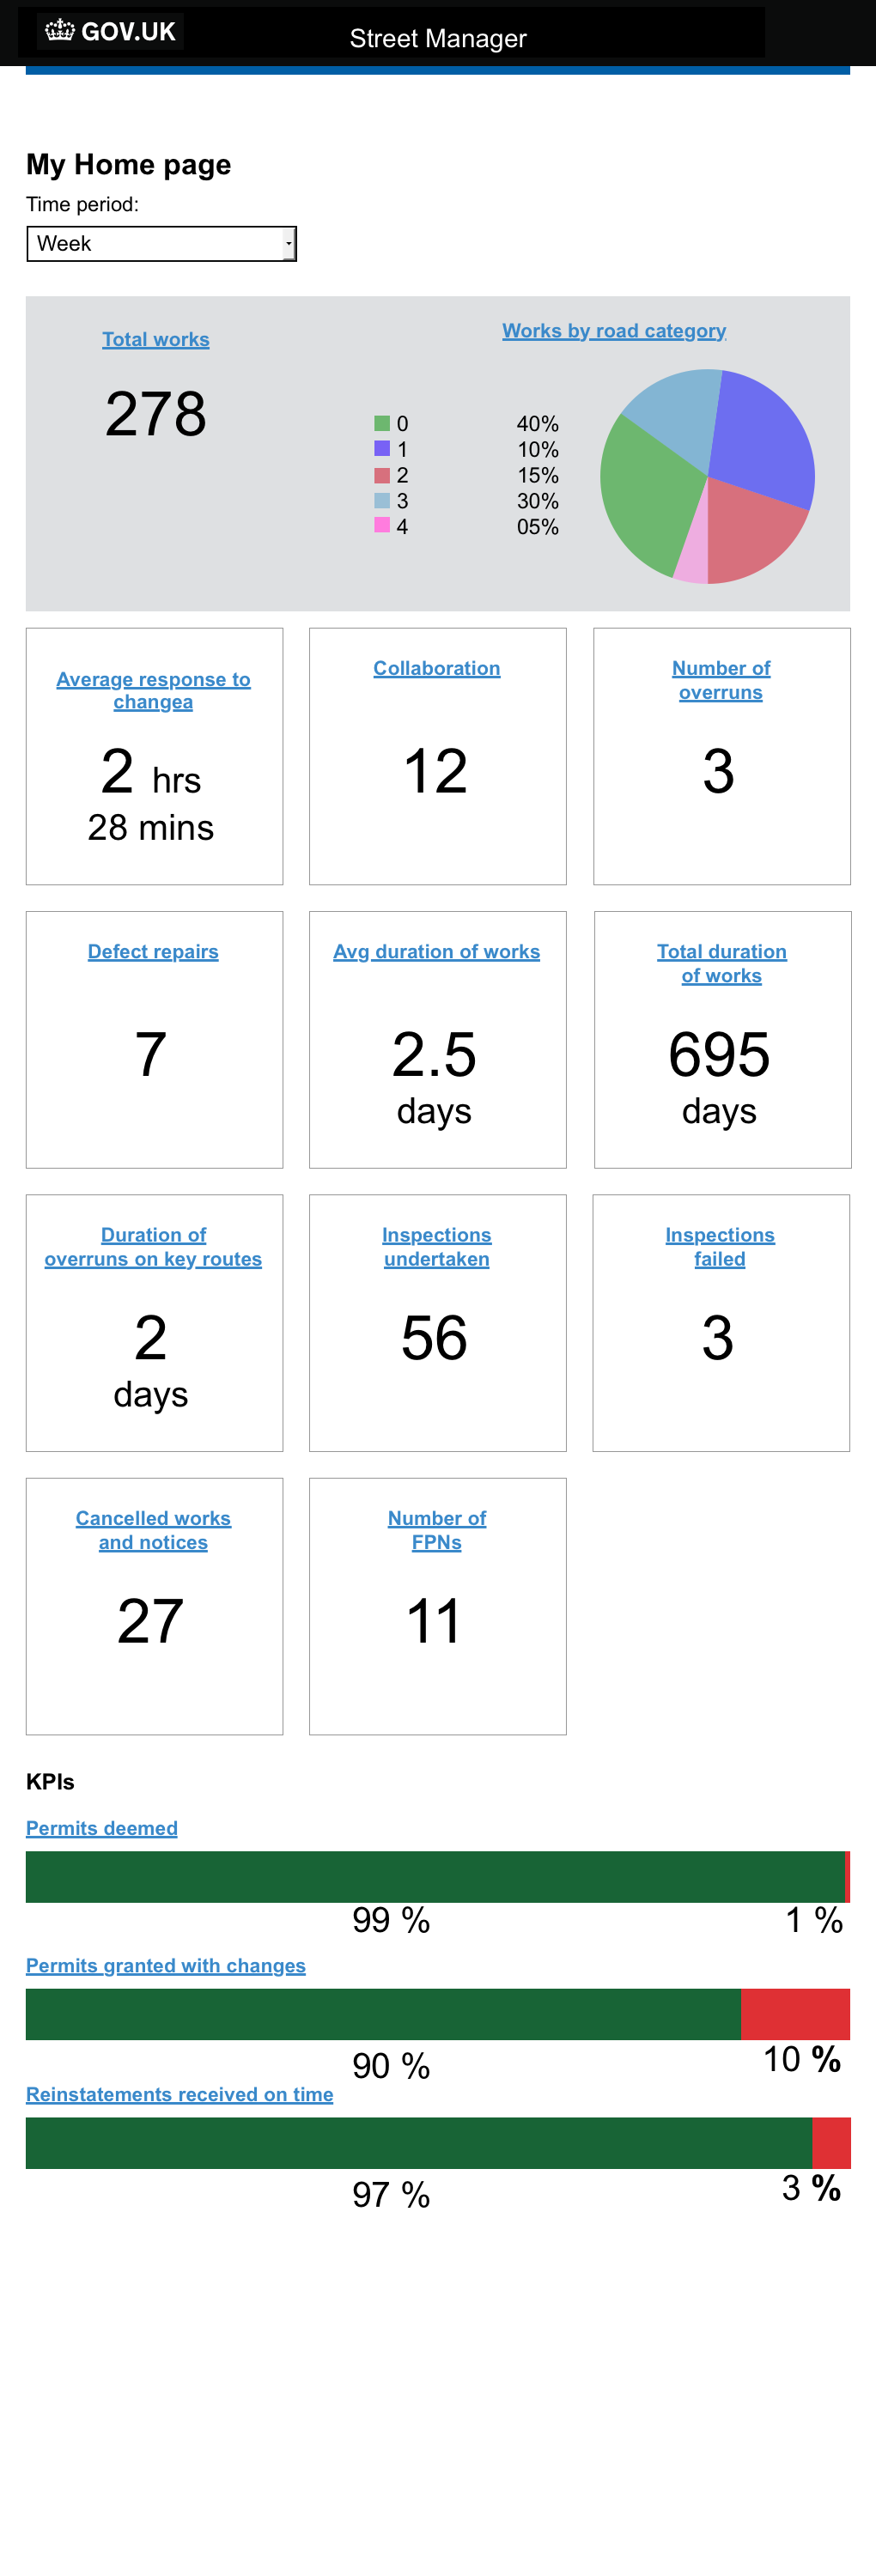 GOV.UK
Street Manager
My Home page
Time period:
Week
Total works
278
Works by road category
0 40%
1 10%
2 15%
3 30%
4 05%
Average response to
changea
2 hrs
28 mins
Collaboration
12
Number of
overruns
3
Defect repairs
7
Avg duration of works
2.5
days
Total duration
of works
695
days
Duration of
overruns on key routes
2
days
Inspections
undertaken
56
Inspections
failed
3
Cancelled works
and notices
27
Number of
FPNs
11
KPIs
Permits deemed
99 % 1 %
Permits granted with changes
90 % 10 %
Reinstatements received on time
97 % 3 %